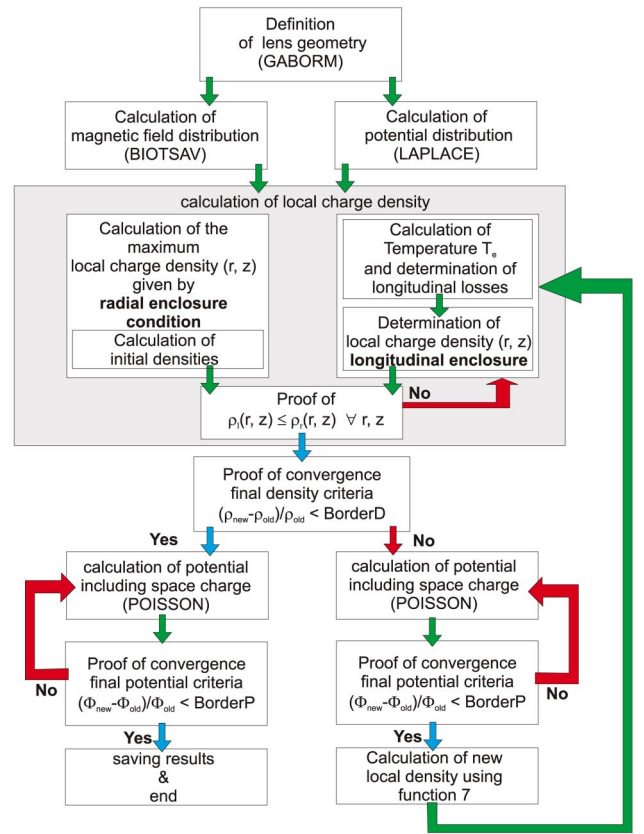 Definition
of lens geometry
(GABORM)
Calculation of
magnetic field distribution
(BIOTSAV)
Calculation of
potential distribution
(LAPLACE)
calculation of local charge density
Calculation of the
maximum
local charge density (r, z)
given by
radial enclosure
condition
Calculation of
initial densities
Calculation of
Temperature Tₑ
and determination of
longitudinal losses
Determination of
local charge density (r, z)
longitudinal enclosure
Proof of
ρₗ(r, z) ≤ ρᵣ(r, z) ∀ r, z
No
Proof of convergence
final density criteria
(ρnew-ρold)/ρold < BorderD
Yes
No
calculation of potential
including space charge
(POISSON)
Proof of convergence
final potential criteria
(Φnew-Φold)/Φold < BorderP
No
Yes
saving results
&
end
calculation of potential
including space charge
(POISSON)
Proof of convergence
final potential criteria
(Φnew-Φold)/Φold < BorderP
No
Yes
Calculation of new
local density using
function 7